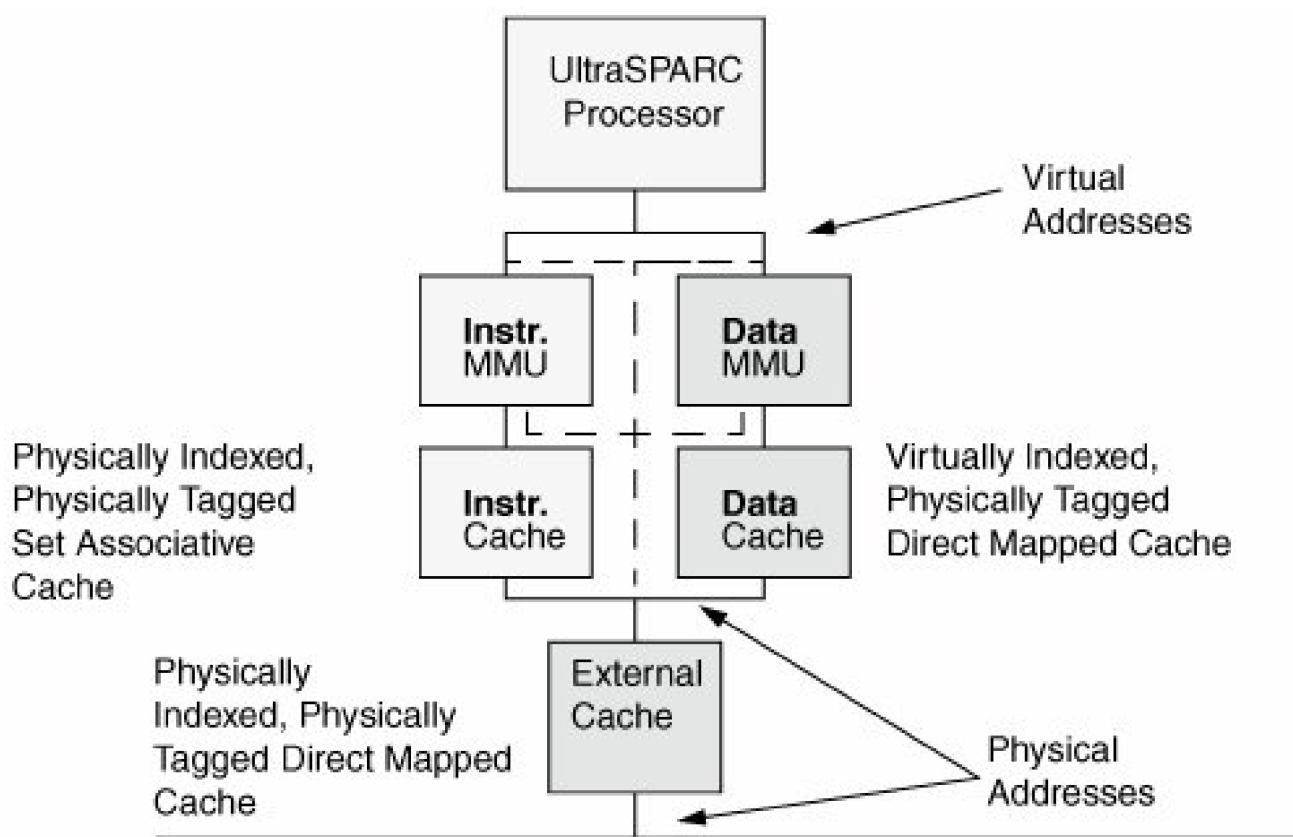 UltraSPARC
Processor
Virtual
Addresses
Instr.
MMU
Data
MMU
Physically Indexed,
Physically Tagged
Set Associative
Cache
Instr.
Cache
Data
Cache
Virtually Indexed,
Physically Tagged
Direct Mapped Cache
Physically
Indexed, Physically
Tagged Direct Mapped
Cache
External
Cache
Physical
Addresses